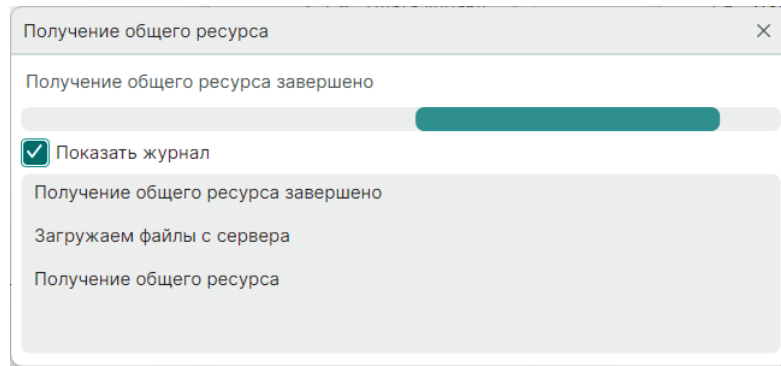 Получение общего ресурса
Получение общего ресурса завершено
Показать журнал
Получение общего ресурса завершено
Загружаем файлы с сервера
Получение общего ресурса